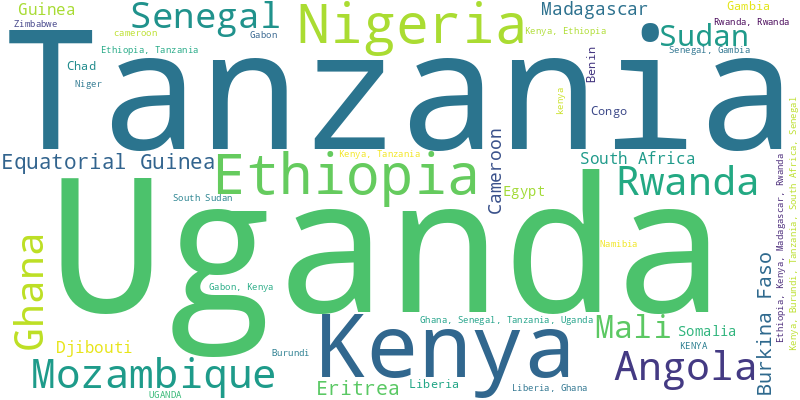 Guinea
Senegal
Nigeria
Madagascar
Gambia
Zimbabwe
cameroon
Gabon
Kenya, Ethiopia
Rwanda, Rwanda
Sudan
Ethiopia, Tanzania
Senegal, Gambia
Tanzania
Chad
Niger
Benin
kenya
Congo
Equatorial Guinea
Ethiopia
Kenya, Tanzania
Cameroon
South Africa
Egypt
Rwanda
South Sudan
Uganda
Namibia
Ghana
Gabon, Kenya
Kenya, Burundi, Tanzania, South Africa, Senegal
Ethiopia, Kenya, Madagascar, Rwanda
Burkina Faso
Djibouti
Burundi
Kenya
Ghana, Senegal, Tanzania, Uganda
Mali
Somalia
KENYA
Mozambique
Angola
Eritrea
Liberia
Liberia, Ghana
UGANDA